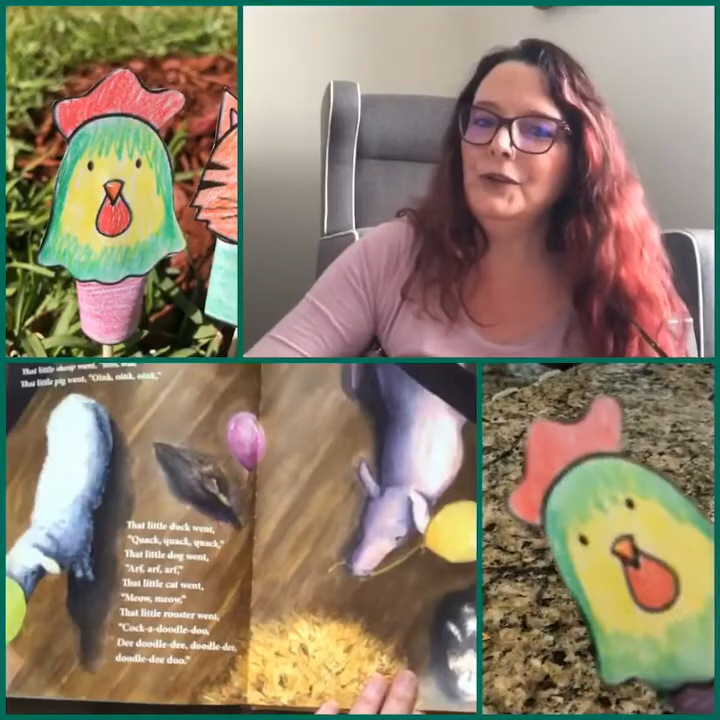 That little pig went, "Oink, oink, oink,"
That little duck went,
"Quack, quack, quack,"
That little dog went,
"Arf, arf, arf,"
That little cat went,
"Meow, meow,"
That little rooster went,
"Cock-a-doodle-doo,
Dee doodle-dee, doodle-dee,
doodle-dee doo."